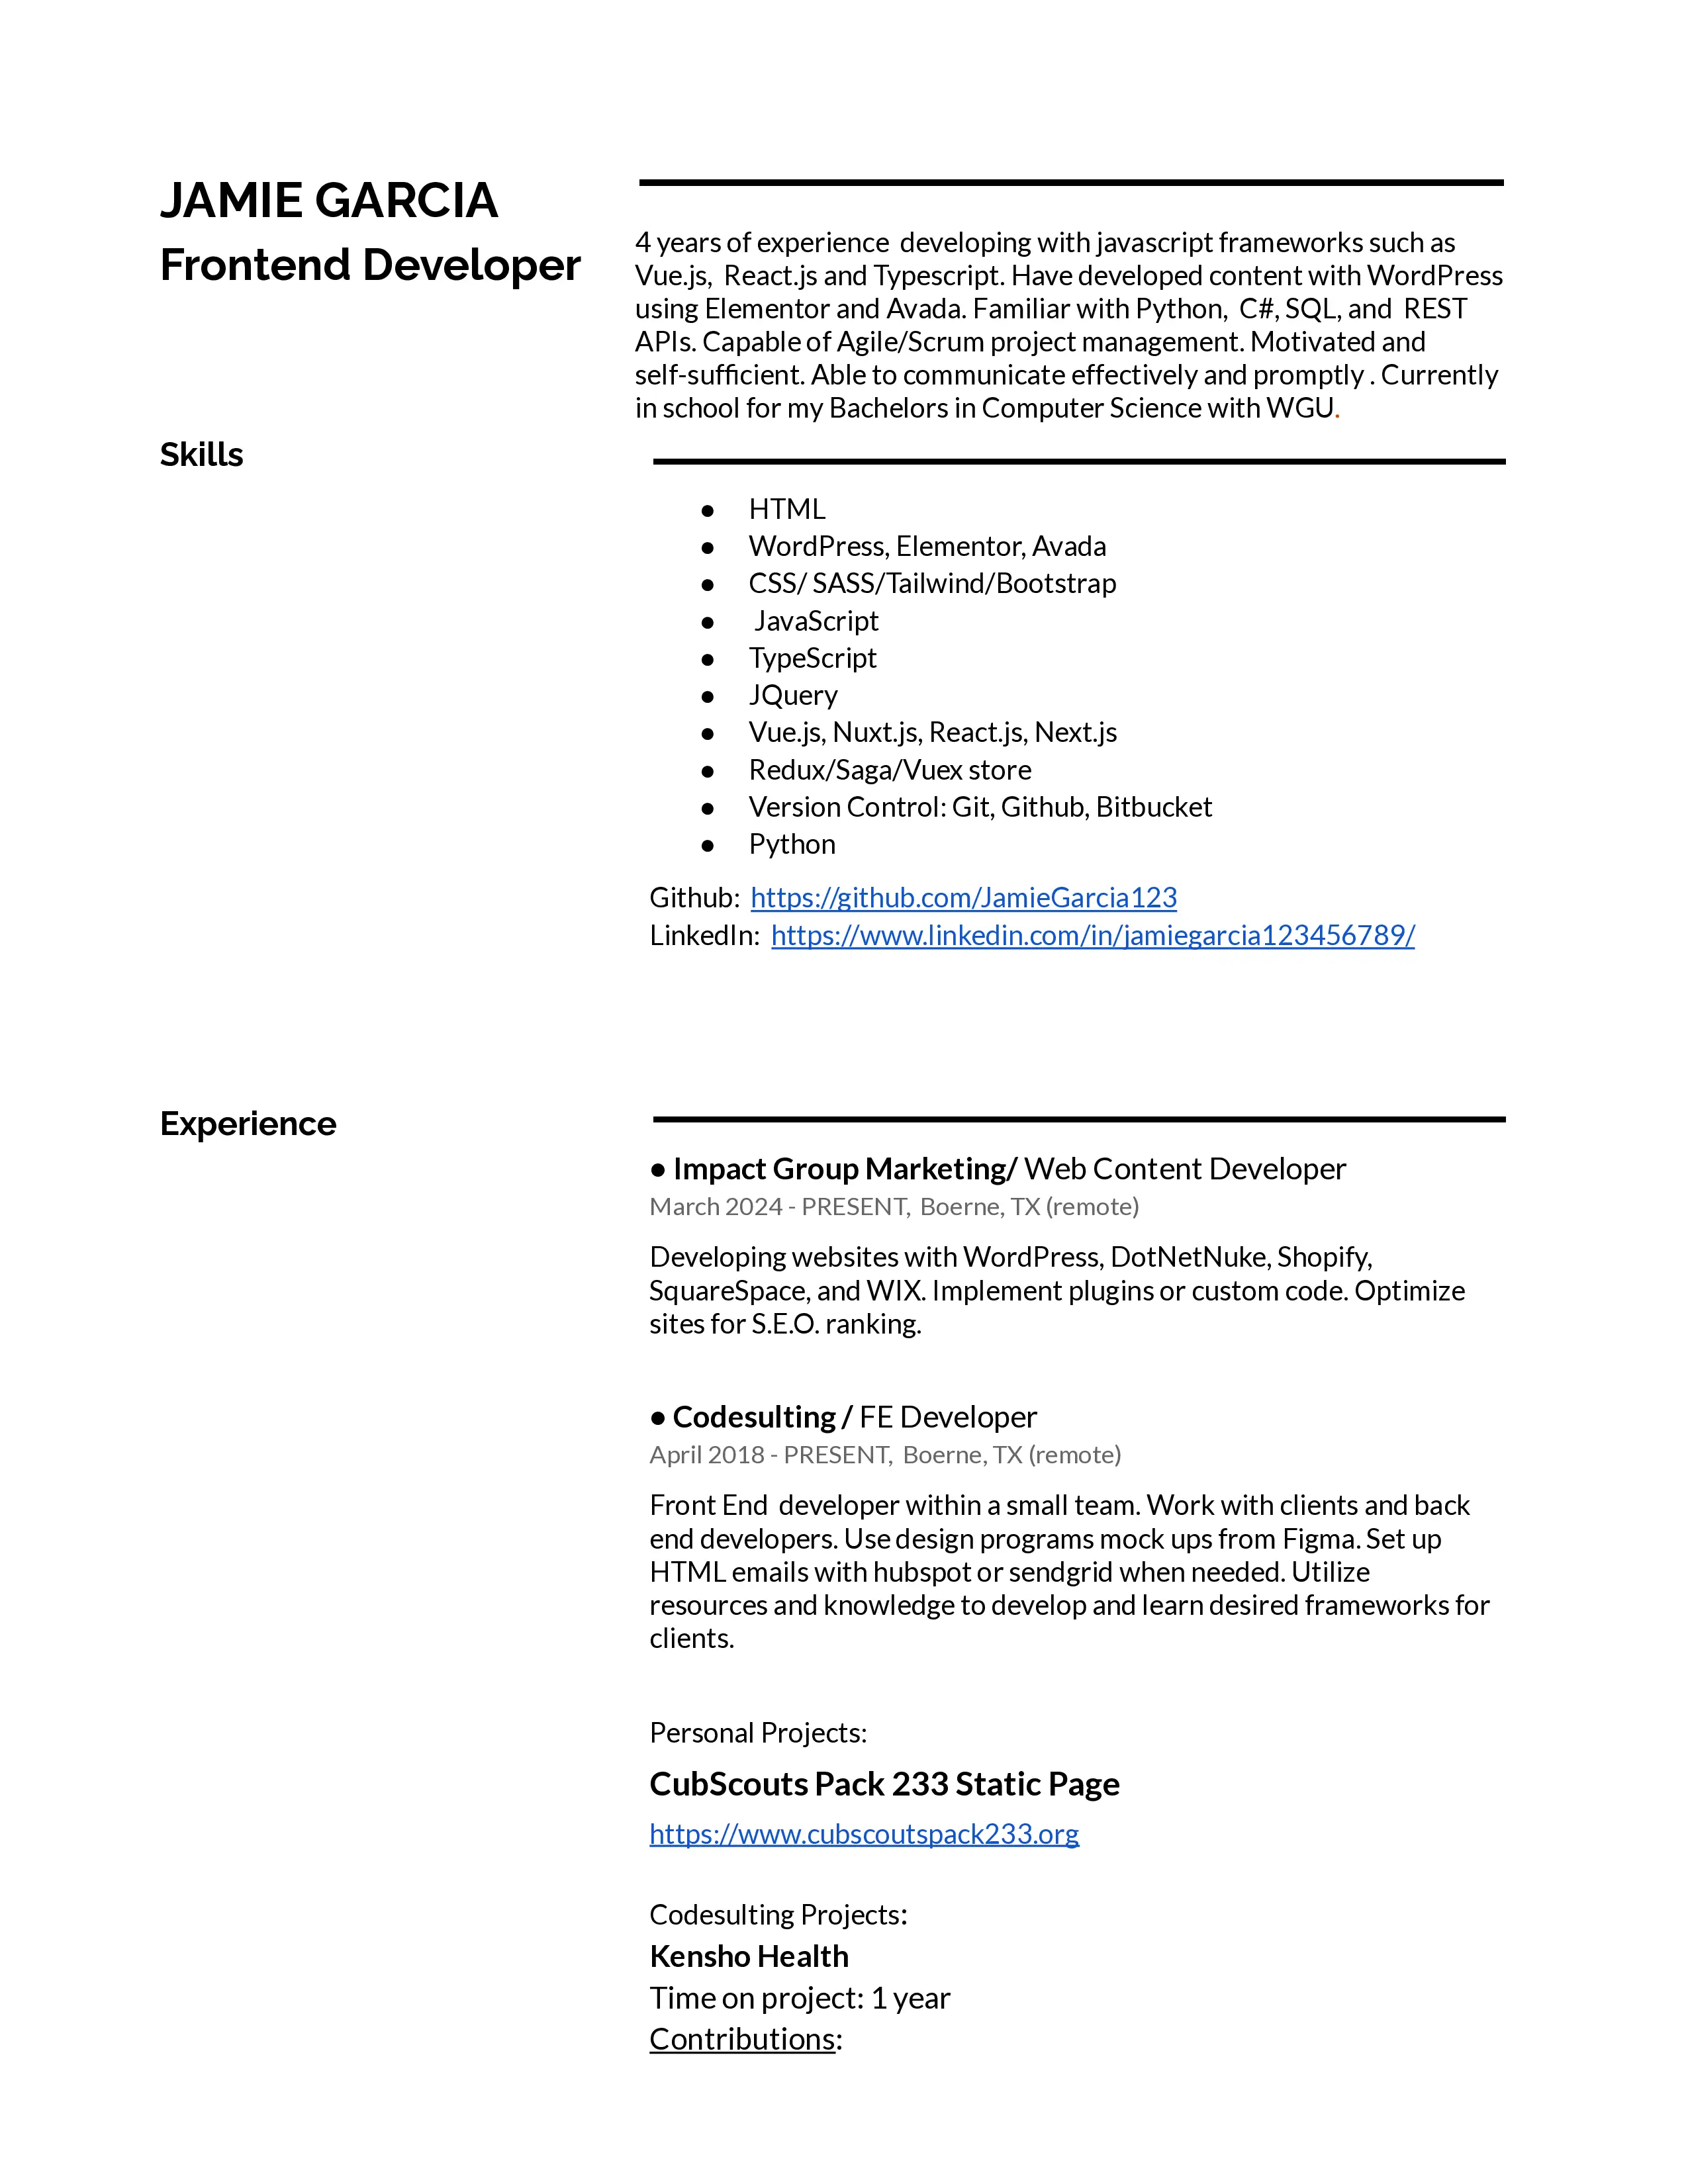 JAMIE GARCIA
Frontend Developer
4 years of experience  developing with javascript frameworks such as
Vue.js,  React.js and Typescript. Have developed content with WordPress
using Elementor and Avada. Familiar with Python,  C#, SQL, and  REST
APIs. Capable of Agile/Scrum project management. Motivated and
self-sufficient. Able to communicate effectively and promptly . Currently
in school for my Bachelors in Computer Science with WGU.
Skills
● HTML
● WordPress, Elementor, Avada
● CSS/ SASS/Tailwind/Bootstrap
● JavaScript
● TypeScript
● JQuery
● Vue.js, Nuxt.js, React.js, Next.js
● Redux/Saga/Vuex store
● Version Control: Git, Github, Bitbucket
● Python
Github:  https://github.com/JamieGarcia123
LinkedIn:  https://www.linkedin.com/in/jamiegarcia123456789/
Experience
● Impact Group Marketing/ Web Content Developer
March 2024 - PRESENT,  Boerne, TX (remote)
Developing websites with WordPress, DotNetNuke, Shopify,
SquareSpace, and WIX. Implement plugins or custom code. Optimize
sites for S.E.O. ranking.
● Codesulting / FE Developer
April 2018 - PRESENT,  Boerne, TX (remote)
Front End  developer within a small team. Work with clients and back
end developers. Use design programs mock ups from Figma. Set up
HTML emails with hubspot or sendgrid when needed. Utilize
resources and knowledge to develop and learn desired frameworks for
clients.
Personal Projects:
CubScouts Pack 233 Static Page
https://www.cubscoutspack233.org
Codesulting Projects:
Kensho Health
Time on project: 1 year
Contributions: